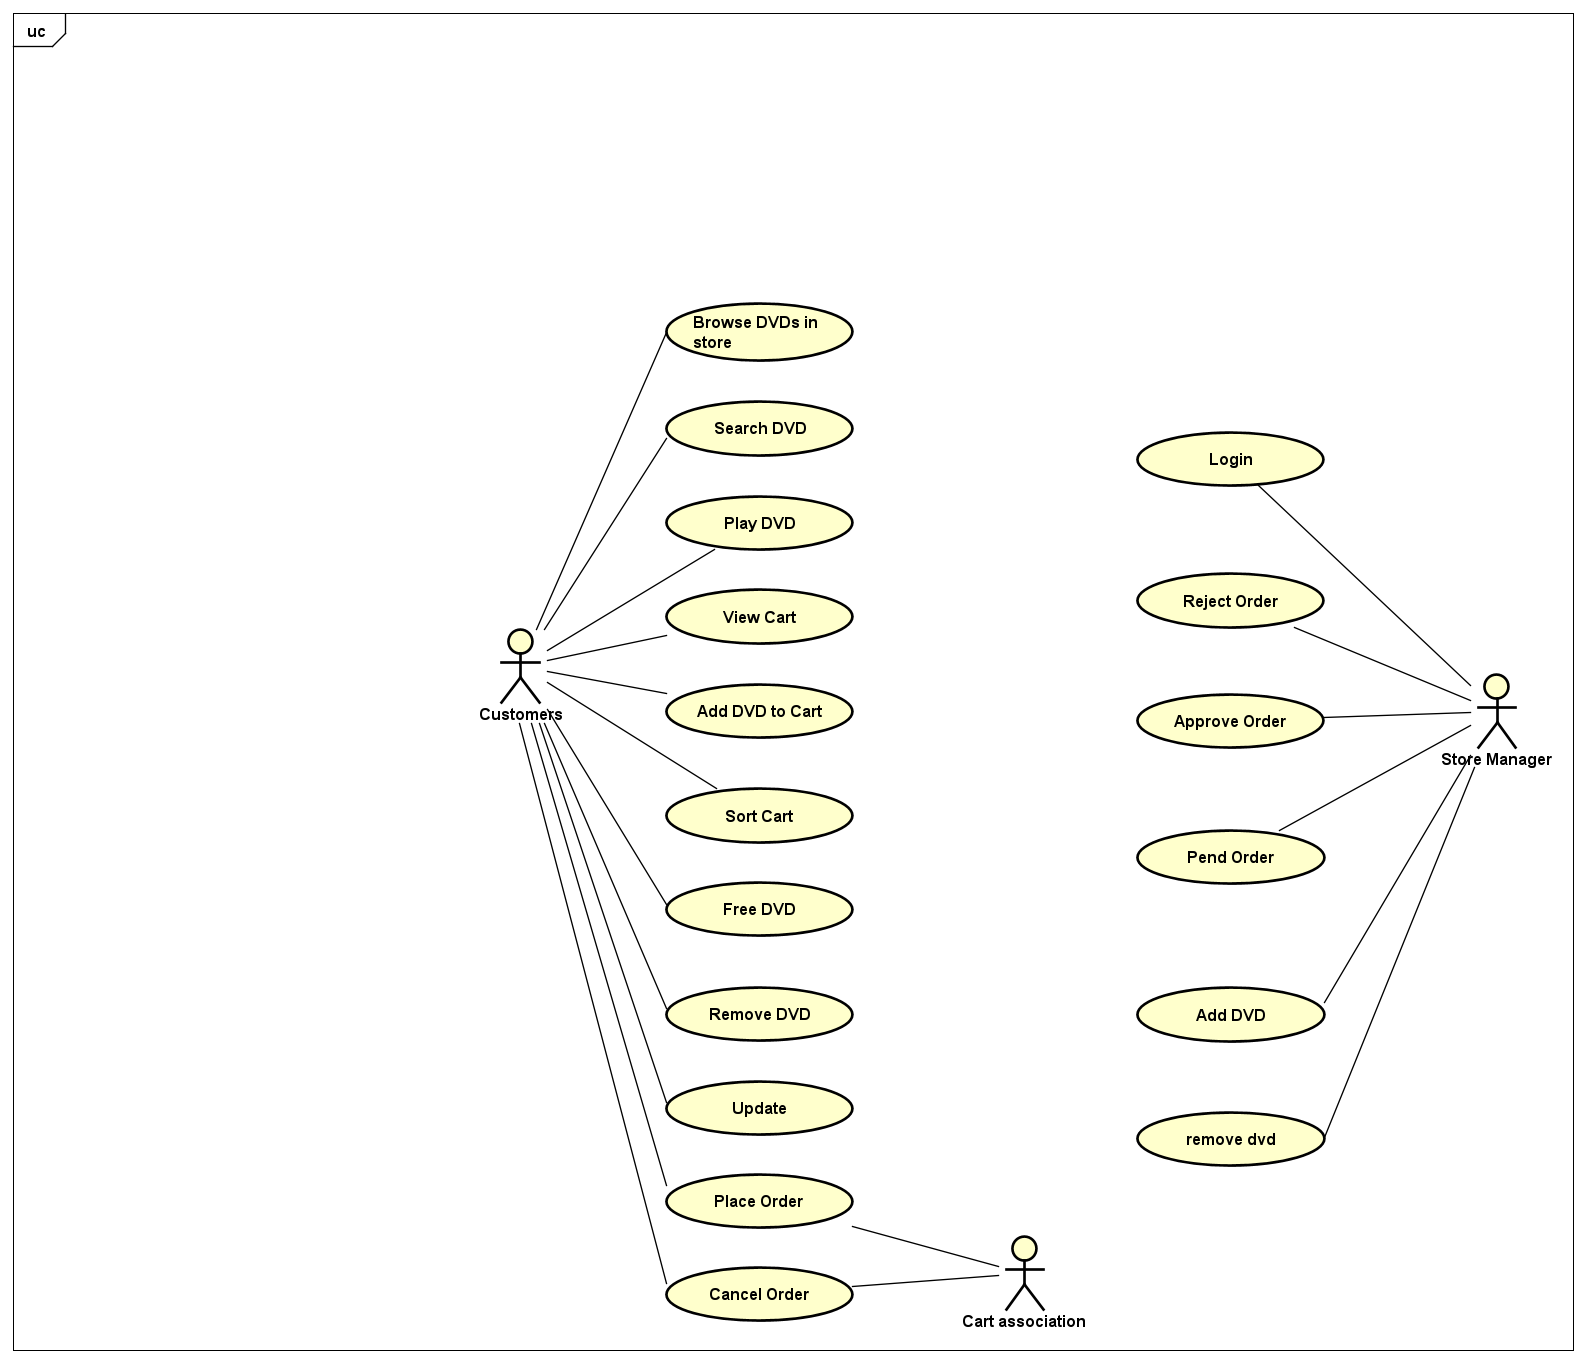 uc
Browse DVDs in
store
Search DVD
Play DVD
View Cart
Add DVD to Cart
Sort Cart
Free DVD
Remove DVD
Update
Place Order
Cancel Order
Customers
Cart association
Login
Reject Order
Approve Order
Pend Order
Add DVD
remove dvd
Store Manager